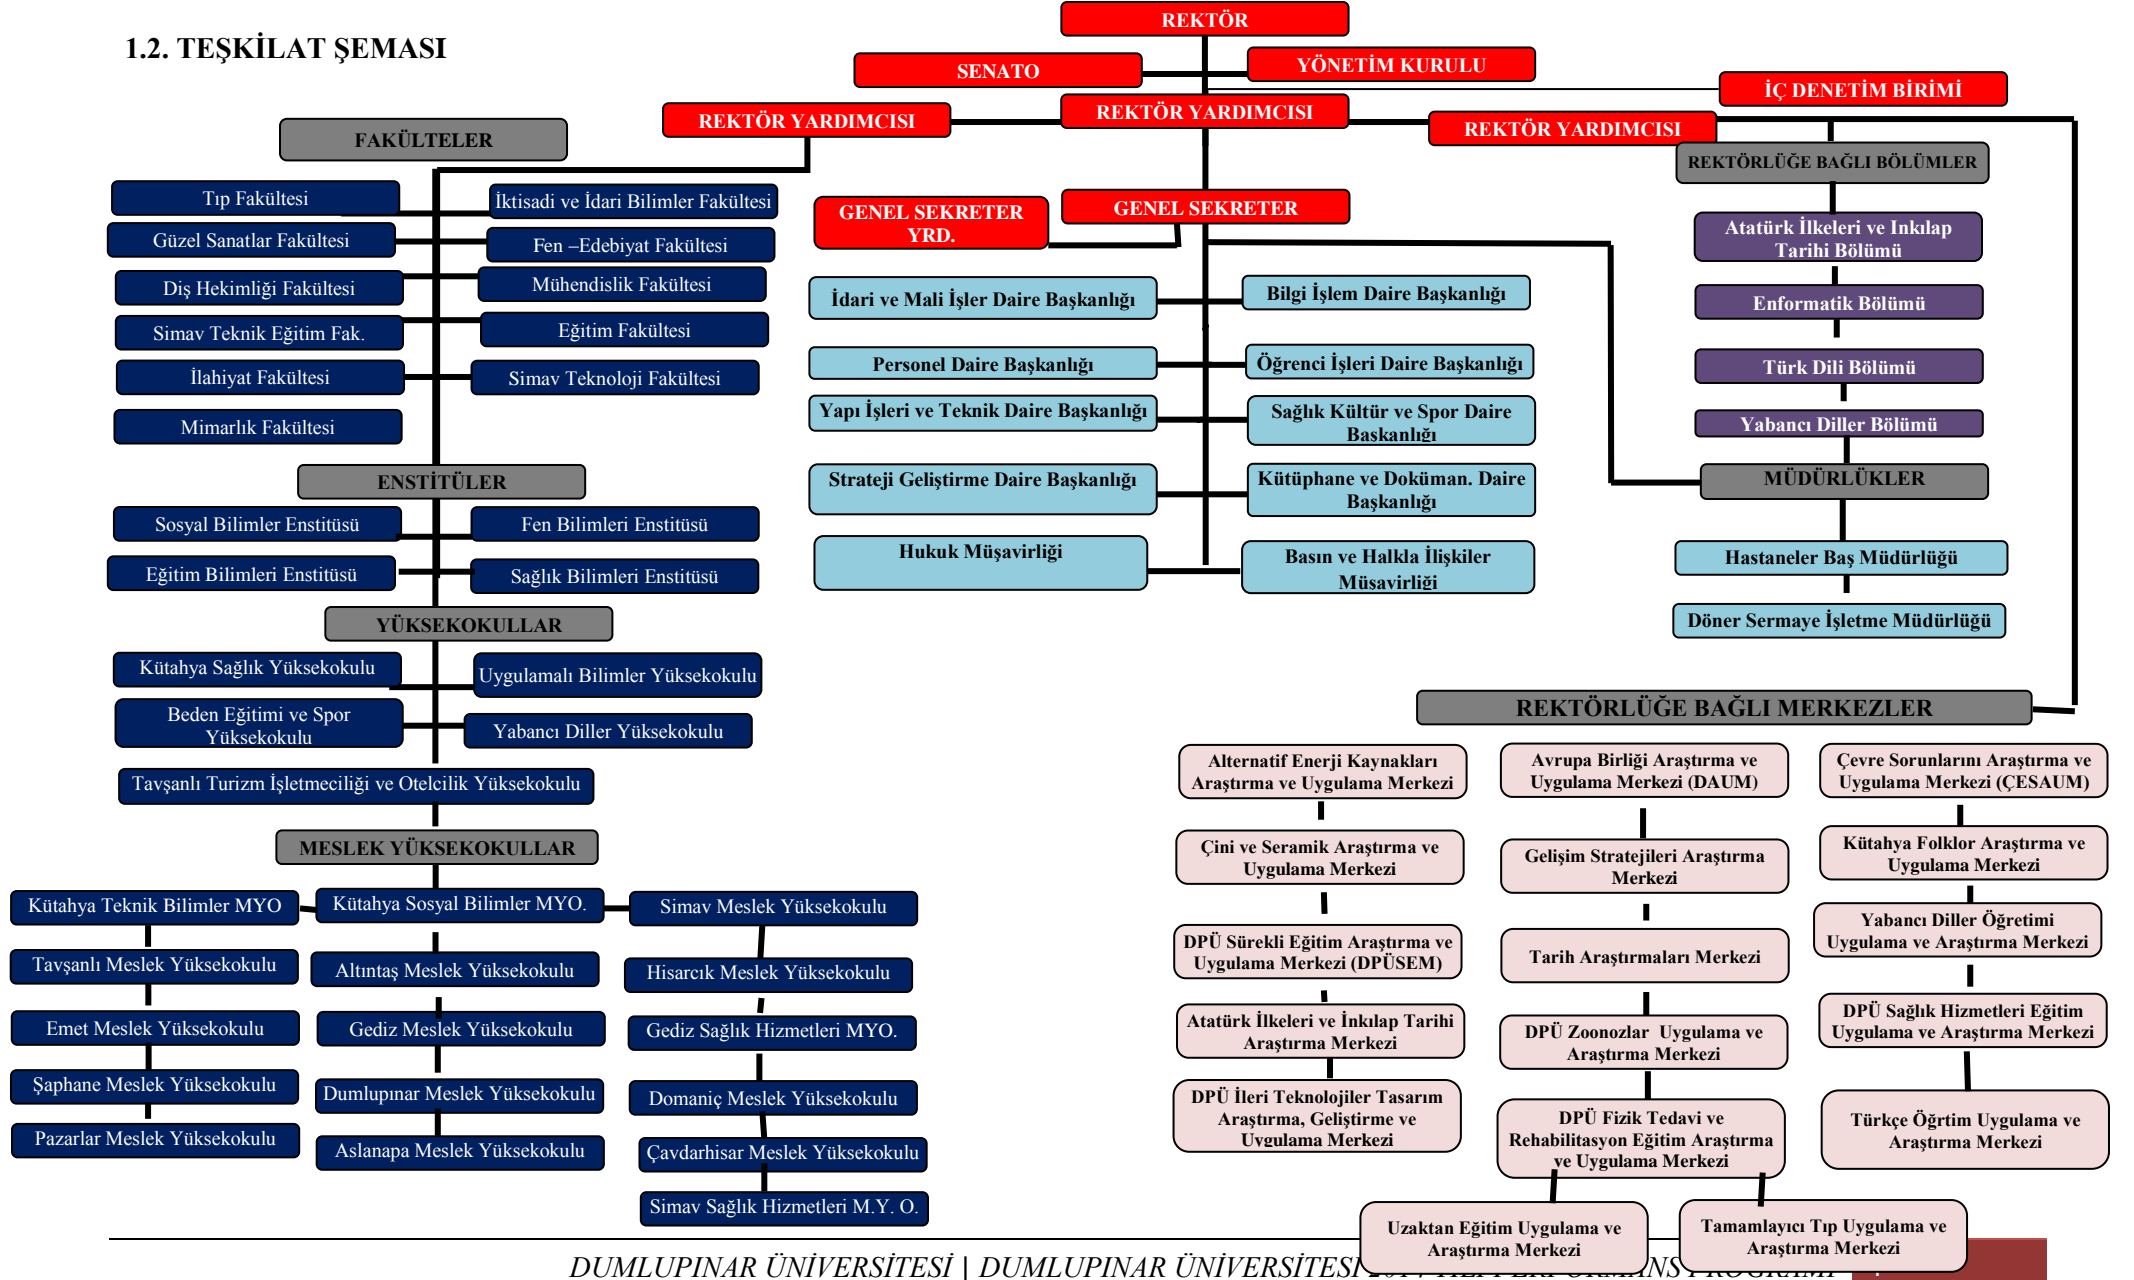 1.2. TEŞKİLAT ŞEMASI
REKTÖR
SENATO
YÖNETİM KURULU
İÇ DENETİM BİRİMİ
REKTÖR YARDIMCISI
REKTÖR YARDIMCISI
REKTÖR YARDIMCISI
GENEL SEKRETER
YRD.
GENEL SEKRETER
FAKÜLTELER
Tıp Fakültesi
İktisadi ve İdari Bilimler Fakültesi
Güzel Sanatlar Fakültesi
Fen –Edebiyat Fakültesi
Diş Hekimliği Fakültesi
Mühendislik Fakültesi
Simav Teknik Eğitim Fak.
Eğitim Fakültesi
İlahiyat Fakültesi
Simav Teknoloji Fakültesi
Mimarlık Fakültesi
ENSTİTÜLER
Sosyal Bilimler Enstitüsü
Fen Bilimleri Enstitüsü
Eğitim Bilimleri Enstitüsü
Sağlık Bilimleri Enstitüsü
YÜKSEKOKULLAR
Kütahya Sağlık Yüksekokulu
Uygulamalı Bilimler Yüksekokulu
Beden Eğitimi ve Spor
Yüksekokulu
Yabancı Diller Yüksekokulu
Tavşanlı Turizm İşletmeciliği ve Otelcilik Yüksekokulu
MESLEK YÜKSEKOKULLAR
Kütahya Teknik Bilimler MYO
Kütahya Sosyal Bilimler MYO.
Simav Meslek Yüksekokulu
Tavşanlı Meslek Yüksekokulu
Altıntaş Meslek Yüksekokulu
Hisarcık Meslek Yüksekokulu
Emet Meslek Yüksekokulu
Gediz Meslek Yüksekokulu
Gediz Sağlık Hizmetleri MYO.
Şaphane Meslek Yüksekokulu
Dumlupınar Meslek Yüksekokulu
Domaniç Meslek Yüksekokulu
Pazarlar Meslek Yüksekokulu
Aslanapa Meslek Yüksekokulu
Çavdarhisar Meslek Yüksekokulu
Simav Sağlık Hizmetleri M.Y. O.
İdari ve Mali İşler Daire Başkanlığı
Bilgi İşlem Daire Başkanlığı
Personel Daire Başkanlığı
Öğrenci İşleri Daire Başkanlığı
Yapı İşleri ve Teknik Daire Başkanlığı
Sağlık Kültür ve Spor Daire
Başkanlığı
Strateji Geliştirme Daire Başkanlığı
Kütüphane ve Doküman. Daire
Başkanlığı
Hukuk Müşavirliği
Basın ve Halkla İlişkiler
Müşavirliği
REKTÖRLÜĞE BAĞLI BÖLÜMLER
Atatürk İlkeleri ve Inkılap
Tarihi Bölümü
Enformatik Bölümü
Türk Dili Bölümü
Yabancı Diller Bölümü
MÜDÜRLÜKLER
Hastaneler Baş Müdürlüğü
Döner Sermaye İşletme Müdürlüğü
REKTÖRLÜĞE BAĞLI MERKEZLER
Alternatif Enerji Kaynakları
Araştırma ve Uygulama Merkezi
Avrupa Birliği Araştırma ve
Uygulama Merkezi (DAUM)
Çevre Sorunlarını Araştırma ve
Uygulama Merkezi (ÇESAUM)
Çini ve Seramik Araştırma ve
Uygulama Merkezi
Gelişim Stratejileri Araştırma
Merkezi
Kütahya Folklor Araştırma ve
Uygulama Merkezi
DPÜ Sürekli Eğitim Araştırma ve
Uygulama Merkezi (DPÜSEM)
Tarih Araştırmaları Merkezi
Yabancı Diller Öğretimi
Uygulama ve Araştırma Merkezi
Atatürk İlkeleri ve İnkılap Tarihi
Araştırma Merkezi
DPÜ Zoonozlar Uygulama ve
Araştırma Merkezi
DPÜ Sağlık Hizmetleri Eğitim
Uygulama ve Araştırma Merkezi
DPÜ İleri Teknolojiler Tasarım
Araştırma, Geliştirme ve
Uygulama Merkezi
DPÜ Fizik Tedavi ve
Rehabilitasyon Eğitim Araştırma
ve Uygulama Merkezi
Türkçe Öğrtim Uygulama ve
Araştırma Merkezi
Uzaktan Eğitim Uygulama ve
Araştırma Merkezi
Tamamlayıcı Tıp Uygulama ve
Araştırma Merkezi
DUMLUPINAR ÜNİVERSİTESİ | DUMLUPINAR ÜNİVERSİTESİ